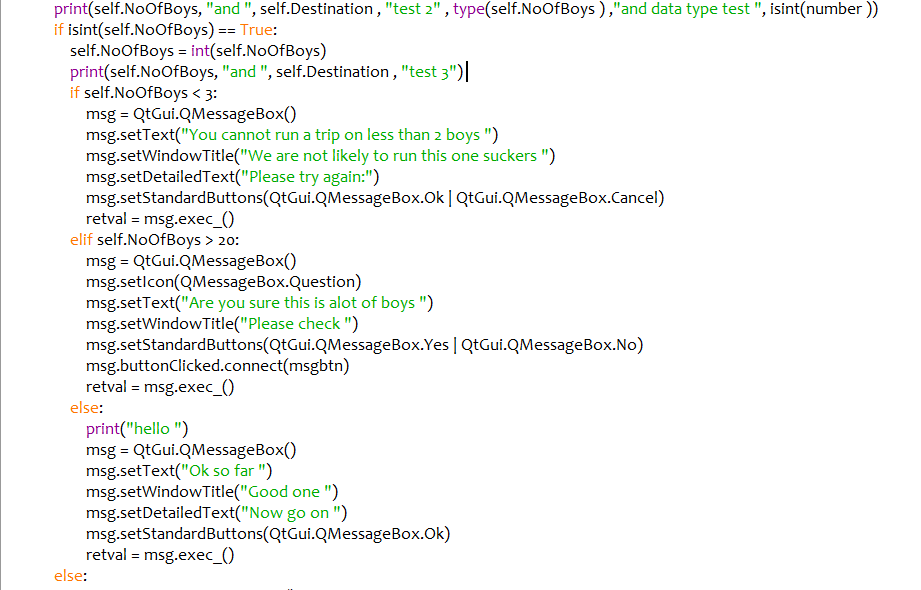 print(self.NoOfBoys, "and ", self.Destination , "test 2" , type(self.NoOfBoys ) ,"and data type test ", isint(number ))
if isint(self.NoOfBoys) == True:
self.NoOfBoys = int(self.NoOfBoys)
print(self.NoOfBoys, "and ", self.Destination , "test 3")
if self.NoOfBoys < 3:
msg = QtGui.QMessageBox()
msg.setText("You cannot run a trip on less than 2 boys ")
msg.setWindowTitle("We are not likely to run this one suckers ")
msg.setDetailedText("Please try again:")
msg.setStandardButtons(QtGui.QMessageBox.Ok | QtGui.QMessageBox.Cancel)
retval = msg.exec_()
elif self.NoOfBoys > 20:
msg = QtGui.QMessageBox()
msg.setIcon(QMessageBox.Question)
msg.setText("Are you sure this is alot of boys ")
msg.setWindowTitle("Please check ")
msg.setStandardButtons(QtGui.QMessageBox.Yes | QtGui.QMessageBox.No)
msg.buttonClicked.connect(msgbtn)
retval = msg.exec_()
else:
print("hello ")
msg = QtGui.QMessageBox()
msg.setText("Ok so far ")
msg.setWindowTitle("Good one ")
msg.setDetailedText("Now go on ")
msg.setStandardButtons(QtGui.QMessageBox.Ok)
retval = msg.exec_()
else: